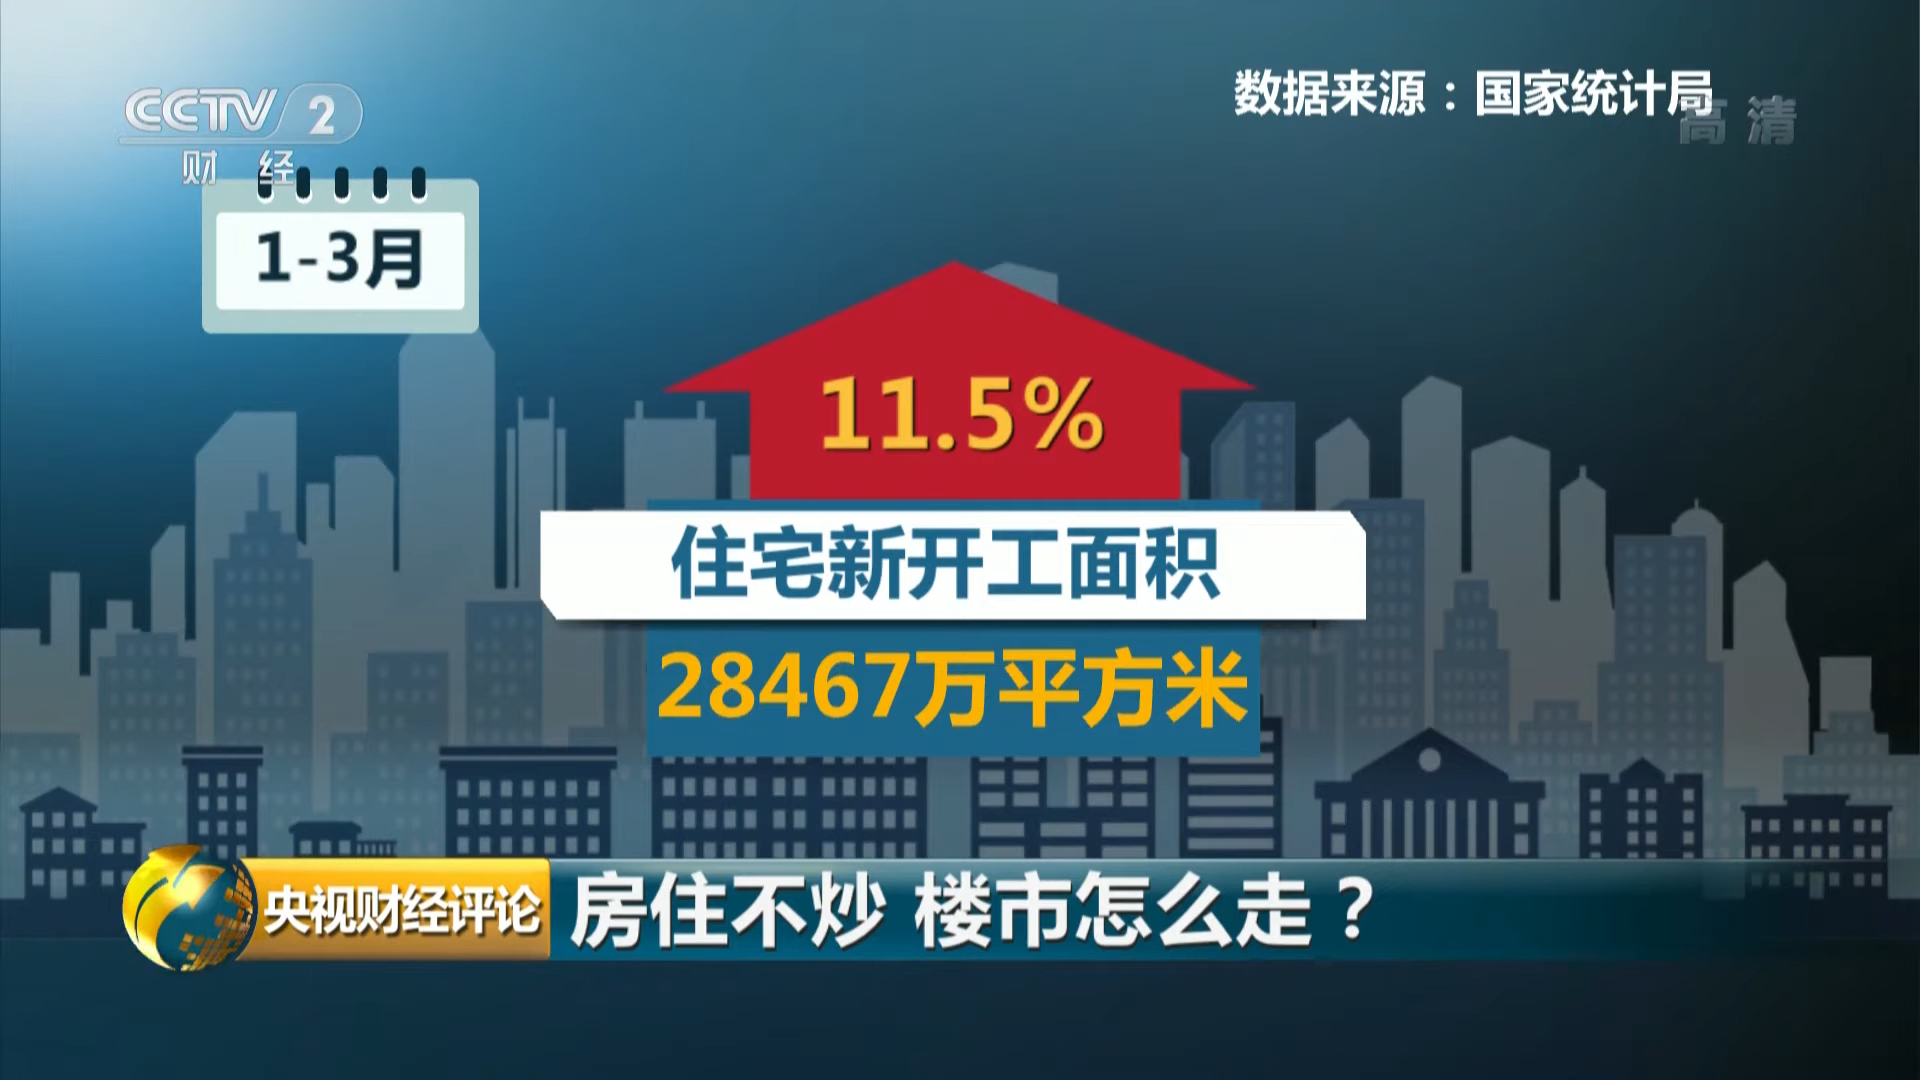 数据来源：国家统计局
高清
CCTV 2
财 经
1-3月
11.5%
住宅新开工面积
28467万平方米
央视财经评论
房住不炒 楼市怎么走？